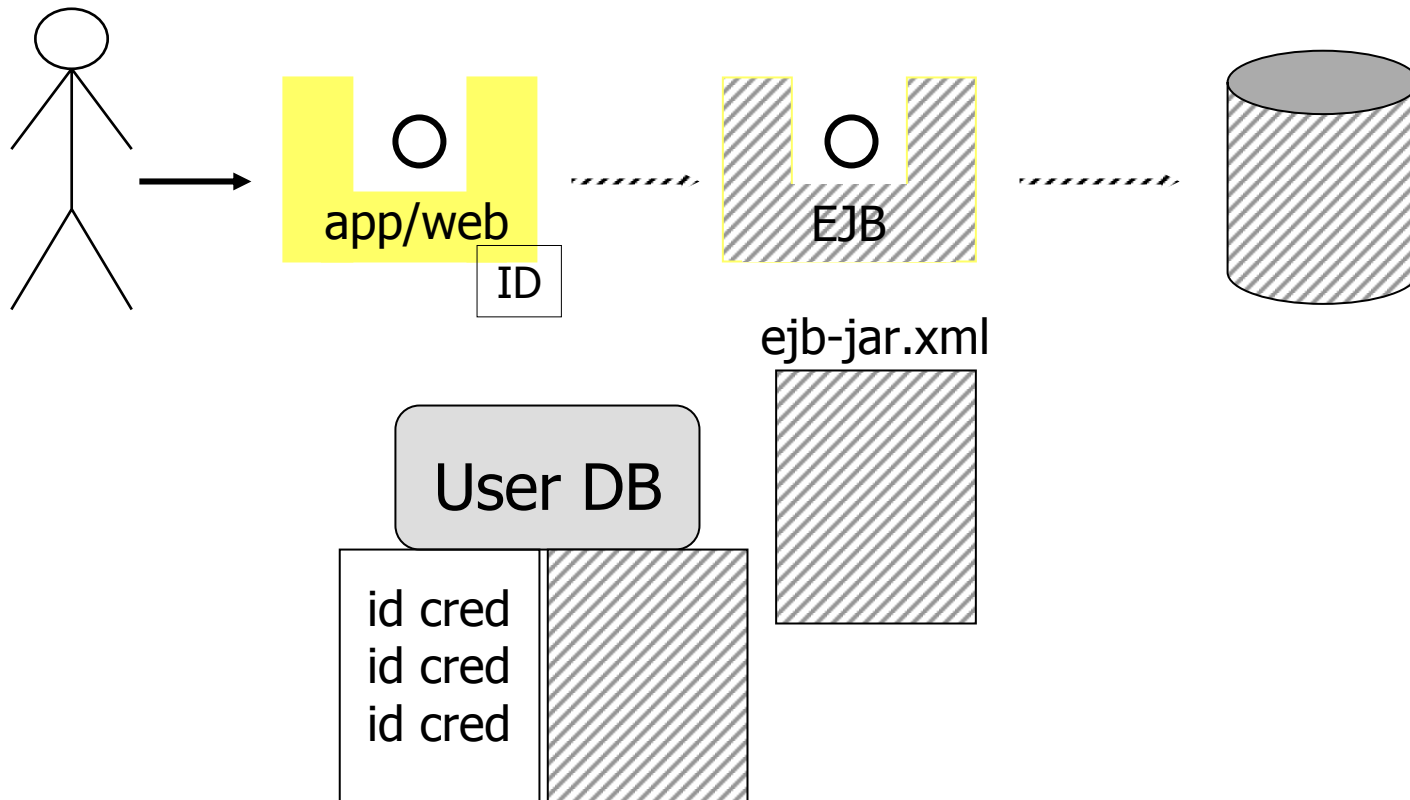 app/web
EJB
ID
ejb-jar.xml
User DB
id cred
id cred
id cred